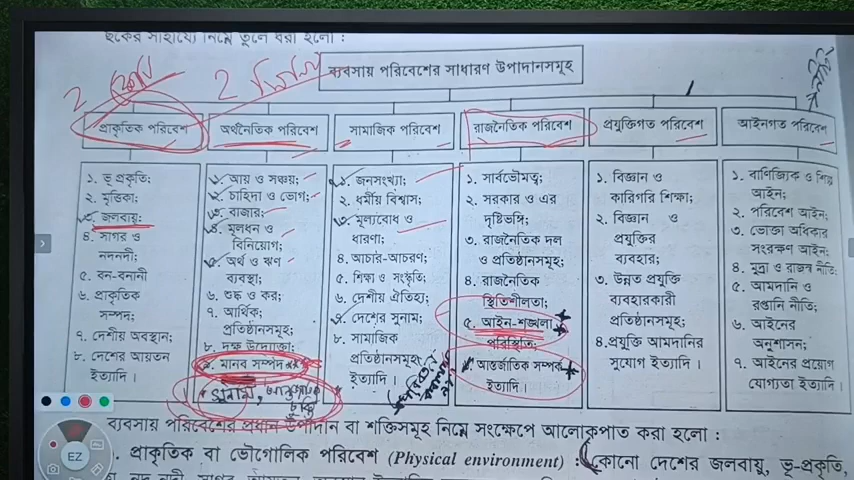 ছকের সাহায্যে নিম্নে তুলে ধরা হলো :
ব্যবসায় পরিবেশের সাধারণ উপাদানসমূহ
প্রাকৃতিক পরিবেশ
১. ভূ প্রকৃতি;
২. মৃত্তিকা;
৩. জলবায়ু;
৪. সাগর ও
নদনদী;
৫. বন-বনানী
৬. প্রাকৃতিক
সম্পদ;
৭. দেশীয় অবস্থান;
৮. দেশের আয়তন
ইত্যাদি।
অর্থনৈতিক পরিবেশ
১. আয় ও সঞ্চয়;
২. চাহিদা ও ভোগ;
৩. বাজার;
৪. মূলধন ও
বিনিয়োগ;
৫. অর্থ ও ঋণ
ব্যবস্থা;
৬. শুল্ক ও কর;
৭. আর্থিক
প্রতিষ্ঠানসমূহ;
৮. দক্ষ উদ্যোক্তা;
৯. মানব সম্পদ
সামাজিক পরিবেশ
১. জনসংখ্যা;
২. ধর্মীয় বিশ্বাস;
৩. মূল্যবোধ ও
ধারণা;
৪. আচার-আচরণ;
৫. শিক্ষা ও সংস্কৃতি;
৬. দেশীয় ঐতিহ্য;
৭. দেশের সুনাম;
৮. সামাজিক
প্রতিষ্ঠানসমূহ
ইত্যাদি।
রাজনৈতিক পরিবেশ
১. সার্বভৌমত্ব;
২. সরকার ও এর
দৃষ্টিভঙ্গি;
৩. রাজনৈতিক দল
ও প্রতিষ্ঠানসমূহ;
৪. রাজনৈতিক
স্থিতিশীলতা;
৫. আইন-শৃঙ্খলা
পরিস্থিতি;
৬. আন্তর্জাতিক সম্পর্ক
ইত্যাদি।
প্রযুক্তিগত পরিবেশ
১. বিজ্ঞান ও
কারিগরি শিক্ষা;
২. বিজ্ঞান ও
প্রযুক্তির
ব্যবহার;
৩. উন্নত প্রযুক্তি
ব্যবহারকারী
প্রতিষ্ঠানসমূহ;
৪.প্রযুক্তি আমদানির
সুযোগ ইত্যাদি।
আইনগত পরিবেশ
১. বাণিজ্যিক ও শিল্প
আইন;
২. পরিবেশ আইন;
৩. ভোক্তা অধিকার
সংরক্ষণ আইন;
৪. মুদ্রা ও রাজস্ব নীতি;
৫. আমদানি ও
রপ্তানি নীতি;
৬. আইনের
অনুশাসন;
৭. আইনের প্রয়োগ
যোগ্যতা ইত্যাদি।
ব্যবসায় পরিবেশের প্রধান উপাদান বা শক্তিসমূহ নিম্নে সংক্ষেপে আলোকপাত করা হলো :
. প্রাকৃতিক বা ভৌগোলিক পরিবেশ (Physical environment) : কোনো দেশের জলবায়ু, ভূ-প্রকৃতি,
EZ